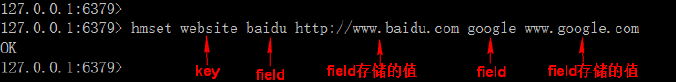 127.0.0.1:6379>
127.0.0.1:6379> hmset website baidu http://www.baidu.com google www.google.com
OK
127.0.0.1:6379>
key field field存储的值 field field存储的值